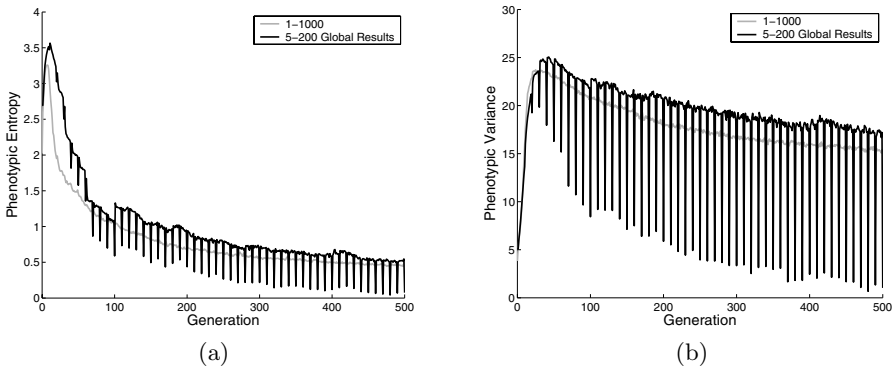 4
3.5
3
2.5
2
1.5
1
0.5
0
Phenotypic Entropy
1−1000
5−200 Global Results
0 100 200 300 400 500
Generation
(a)
30
25
20
15
10
5
0
Phenotypic Variance
1−1000
5−200 Global Results
0 100 200 300 400 500
Generation
(b)